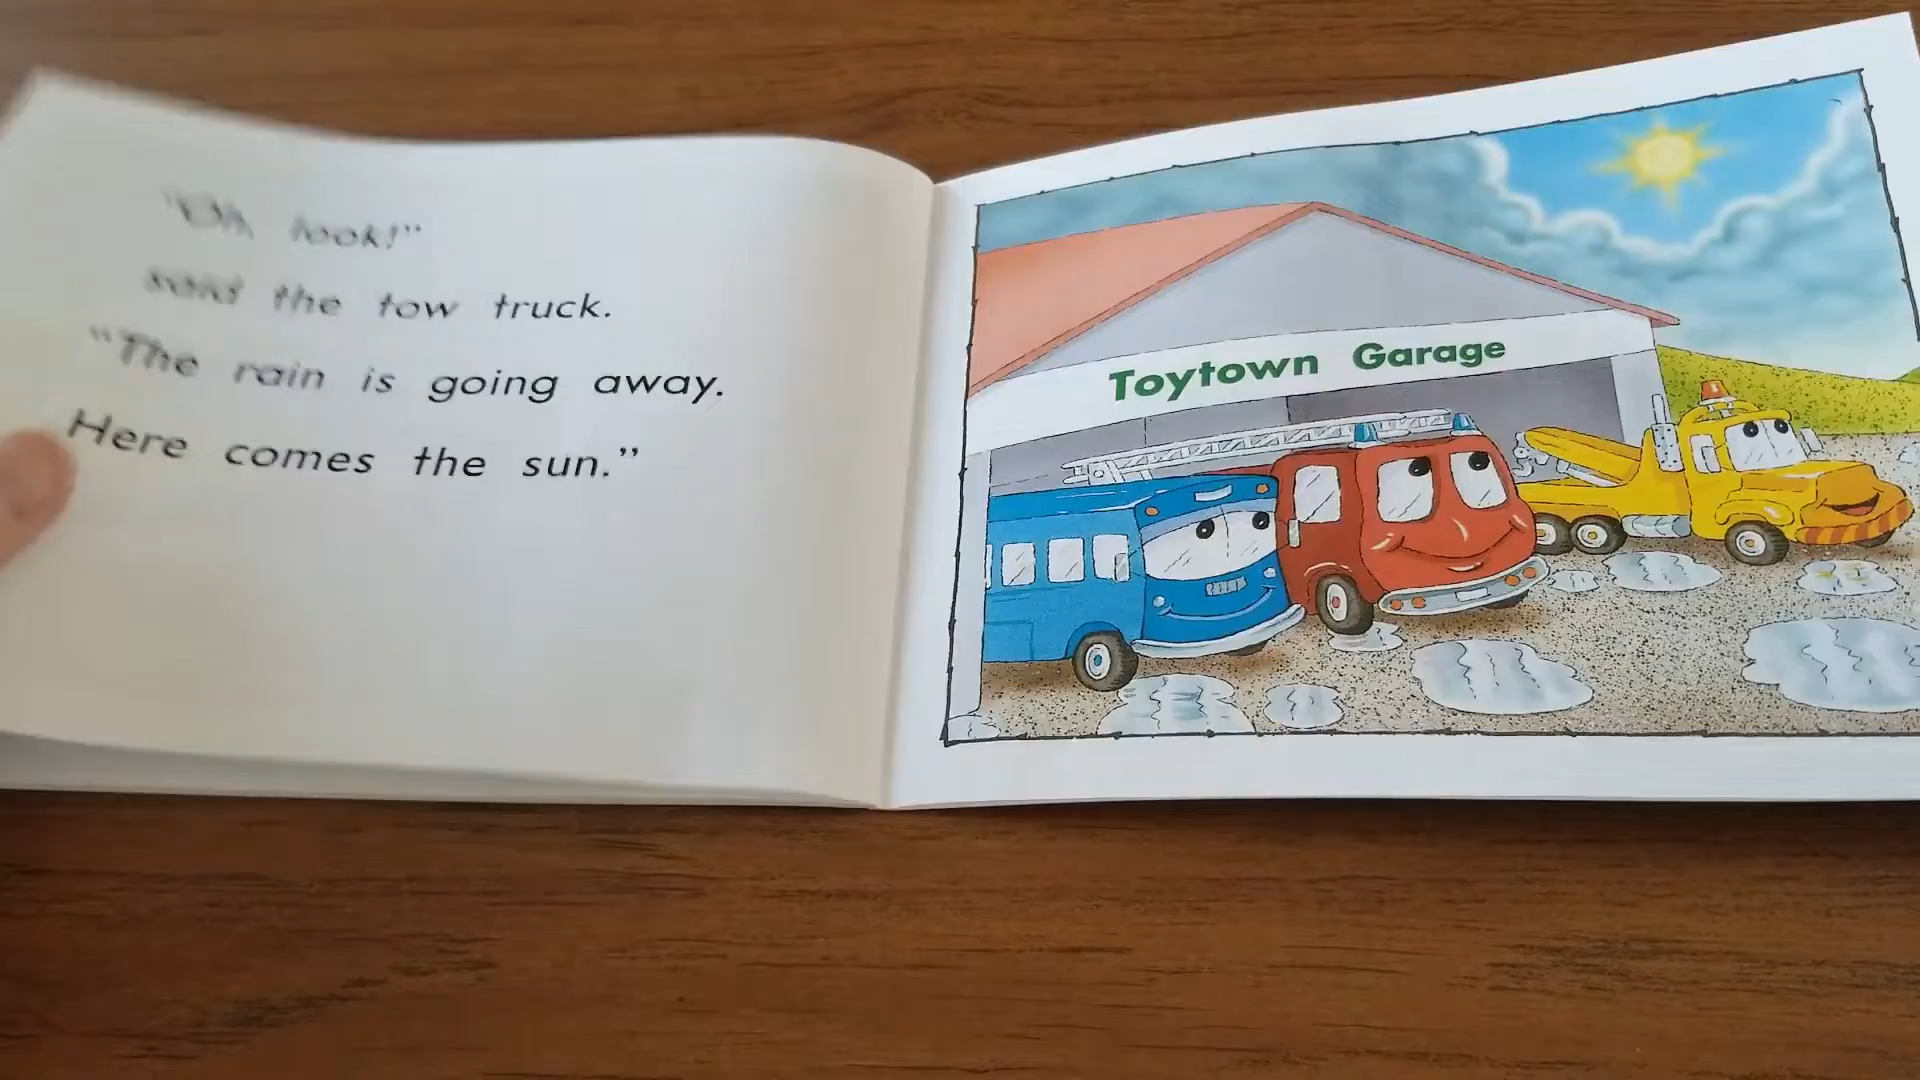 "Oh, look!"
said the tow truck.
"The rain is going away.
Here comes the sun."
Toytown Garage